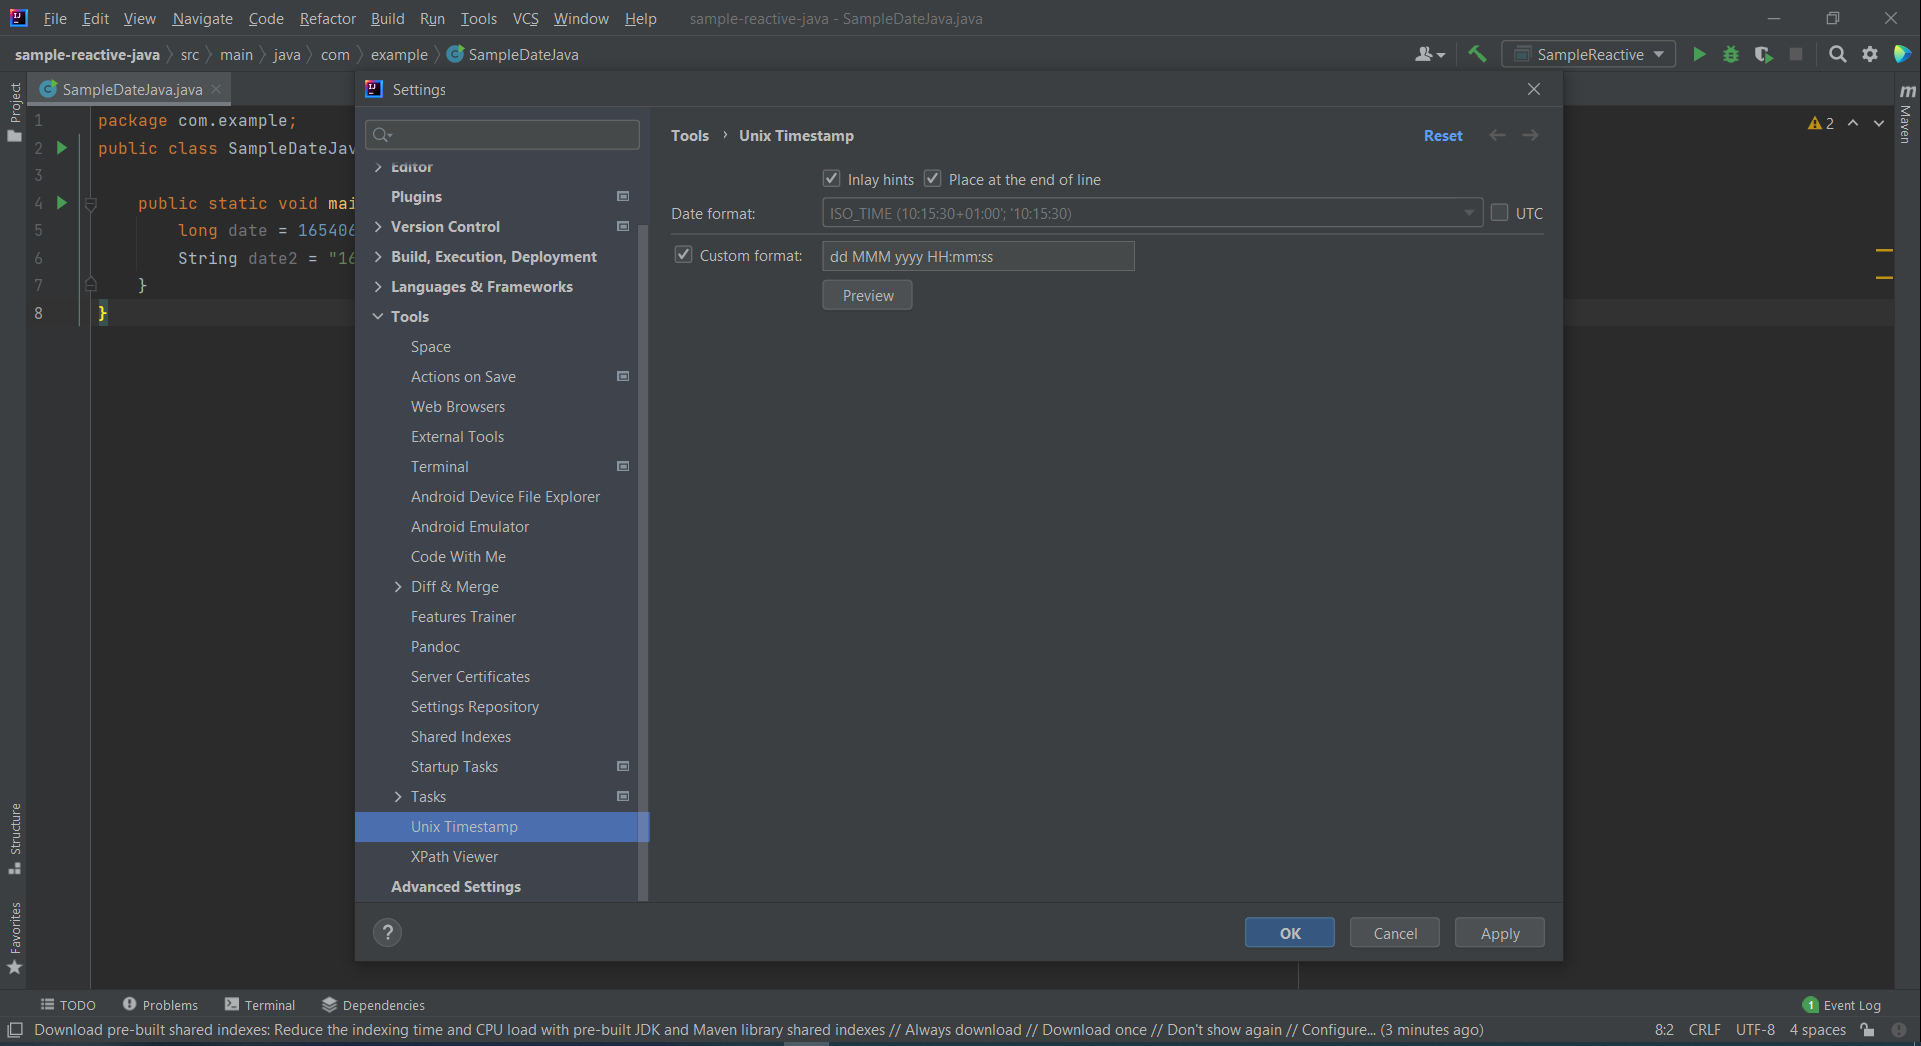 File Edit View Navigate Code Refactor Build Run Tools VCS Window Help sample-reactive-java - SampleDateJava.java
sample-reactive-java src main java com example SampleDateJava SampleReactive
Project
SampleDateJava.java
Maven
1 package com.example;
2 public class SampleDateJav
3
4 public static void mai
5 long date = 165406
6 String date2 = "16
7 }
8 }
2
Settings
Editor
Plugins
Version Control
Build, Execution, Deployment
Languages & Frameworks
Tools
Space
Actions on Save
Web Browsers
External Tools
Terminal
Android Device File Explorer
Android Emulator
Code With Me
Diff & Merge
Features Trainer
Pandoc
Server Certificates
Settings Repository
Shared Indexes
Startup Tasks
Tasks
Unix Timestamp
XPath Viewer
Advanced Settings
Tools › Unix Timestamp Reset
Inlay hints Place at the end of line
Date format: ISO_TIME (10:15:30+01:00'; '10:15:30) UTC
Custom format: dd MMM yyyy HH:mm:ss
Preview
? OK Cancel Apply
Structure
Favorites
TODO Problems Terminal Dependencies 1 Event Log
Download pre-built shared indexes: Reduce the indexing time and CPU load with pre-built JDK and Maven library shared indexes // Always download // Download once // Don't show again // Configure... (3 minutes ago) 8:2 CRLF UTF-8 4 spaces